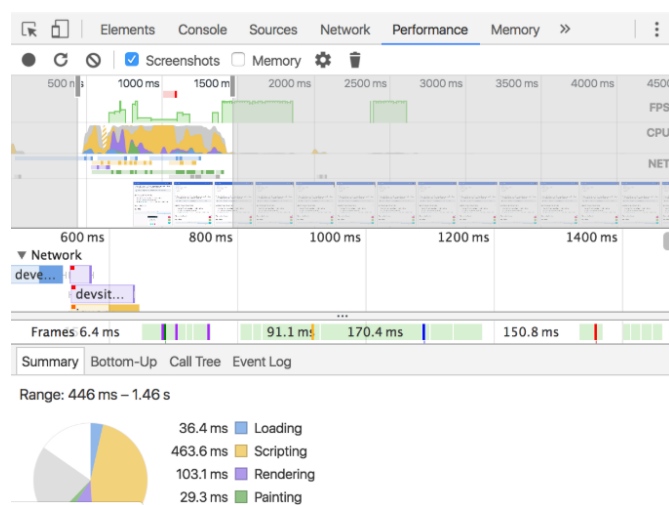 Elements Console Sources Network Performance Memory »
Screenshots Memory
500 1000 ms 1500 m 2000 ms 2500 ms 3000 ms 3500 ms 4000 ms 4500
FPS
CPU
NET
600 ms 800 ms 1000 ms 1200 ms 1400 ms
▼ Network
deve...
devsit...
...
Frames 6.4 ms 91.1 ms 170.4 ms 150.8 ms
Summary Bottom-Up Call Tree Event Log
Range: 446 ms – 1.46 s
36.4 ms Loading
463.6 ms Scripting
103.1 ms Rendering
29.3 ms Painting